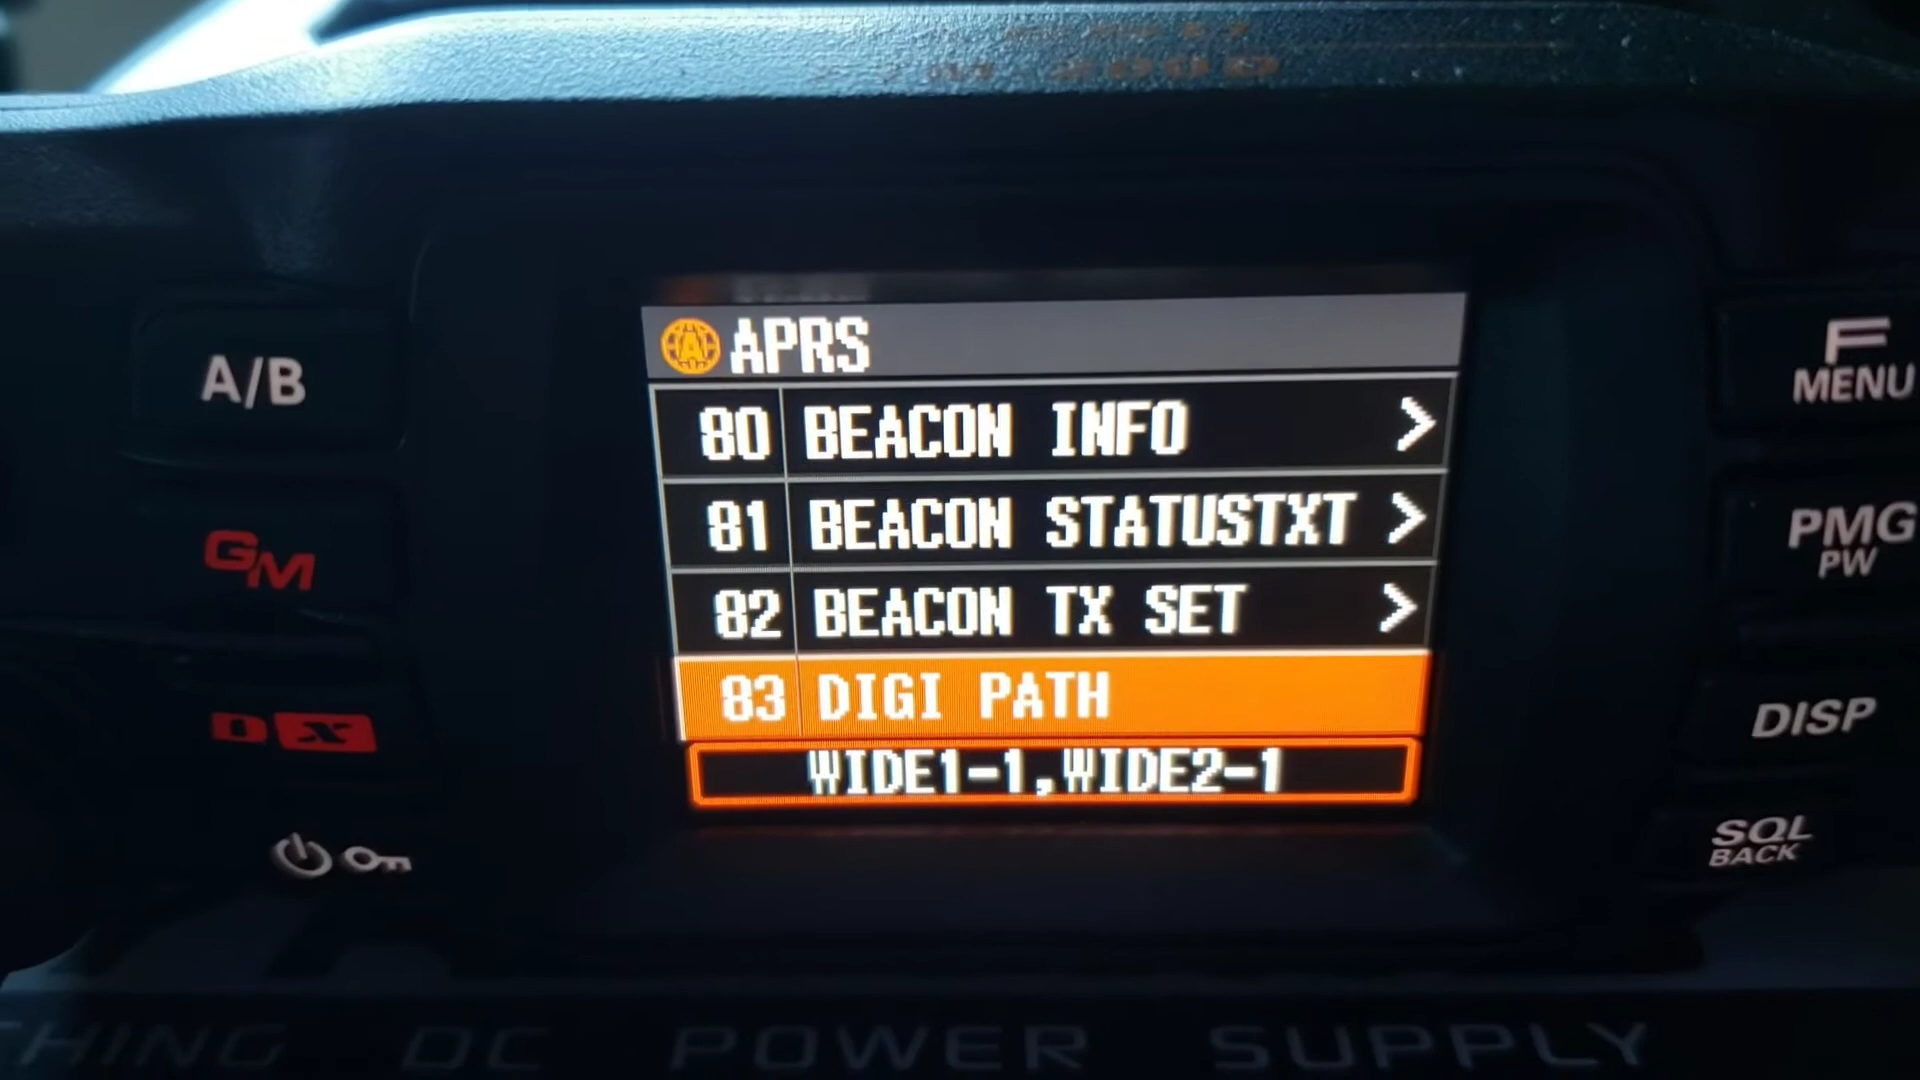 APRS
80 BEACON INFO >
81 BEACON STATUSTXT >
82 BEACON TX SET >
83 DIGI PATH
WIDE1-1,WIDE2-1
A/B
GM
DX
F
MENU
PMG
PW
DISP
SQL
BACK
DC POWER SUPPLY